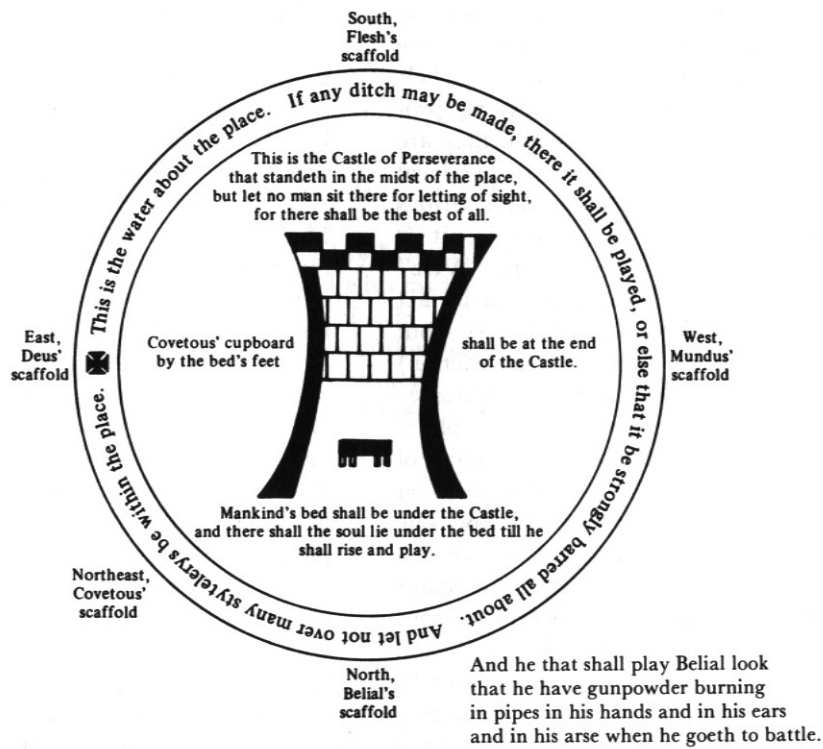 South,
Flesh's
scaffold
This is the water about the place. If any ditch may be made, there it shall be played, or else that it be strongly barred all about. And let not over many stytelerys be within the place.
This is the Castle of Perseverance
that standeth in the midst of the place,
but let no man sit there for letting of sight,
for there shall be the best of all.
East,
Deus'
scaffold
Covetous' cupboard
by the bed's feet
shall be at the end
of the Castle.
West,
Mundus'
scaffold
Mankind's bed shall be under the Castle,
and there shall the soul lie under the bed till he
shall rise and play.
Northeast,
Covetous'
scaffold
North,
Belial's
scaffold
And he that shall play Belial look
that he have gunpowder burning
in pipes in his hands and in his ears
and in his arse when he goeth to battle.